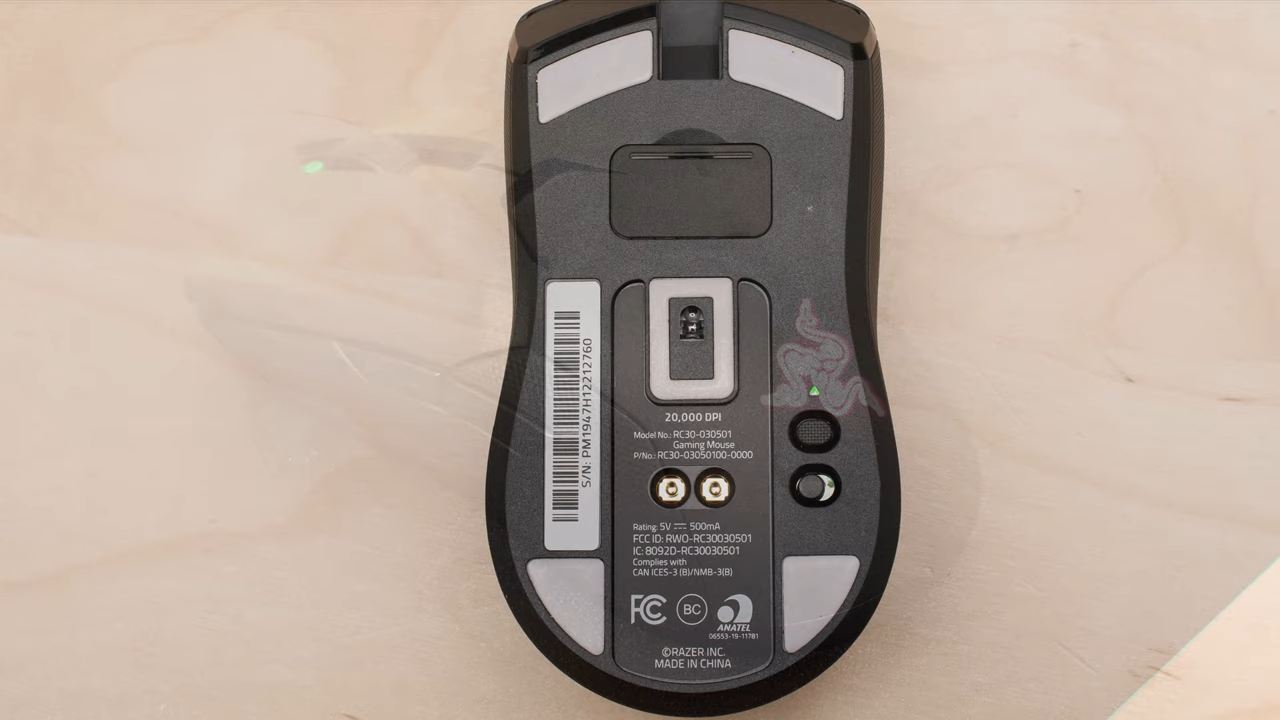 S/N: PM1947H12212760
20,000 DPI
Model No.: RC30-030501
Gaming Mouse
P/No.: RC30-03050100-0000
Rating: 5V ⎓ 500mA
FCC ID: RWO-RC30030501
IC: 8092D-RC30030501
Complies with
CAN ICES-3 (B)/NMB-3(B)
FC BC ANATEL
06553-19-11781
©RAZER INC.
MADE IN CHINA